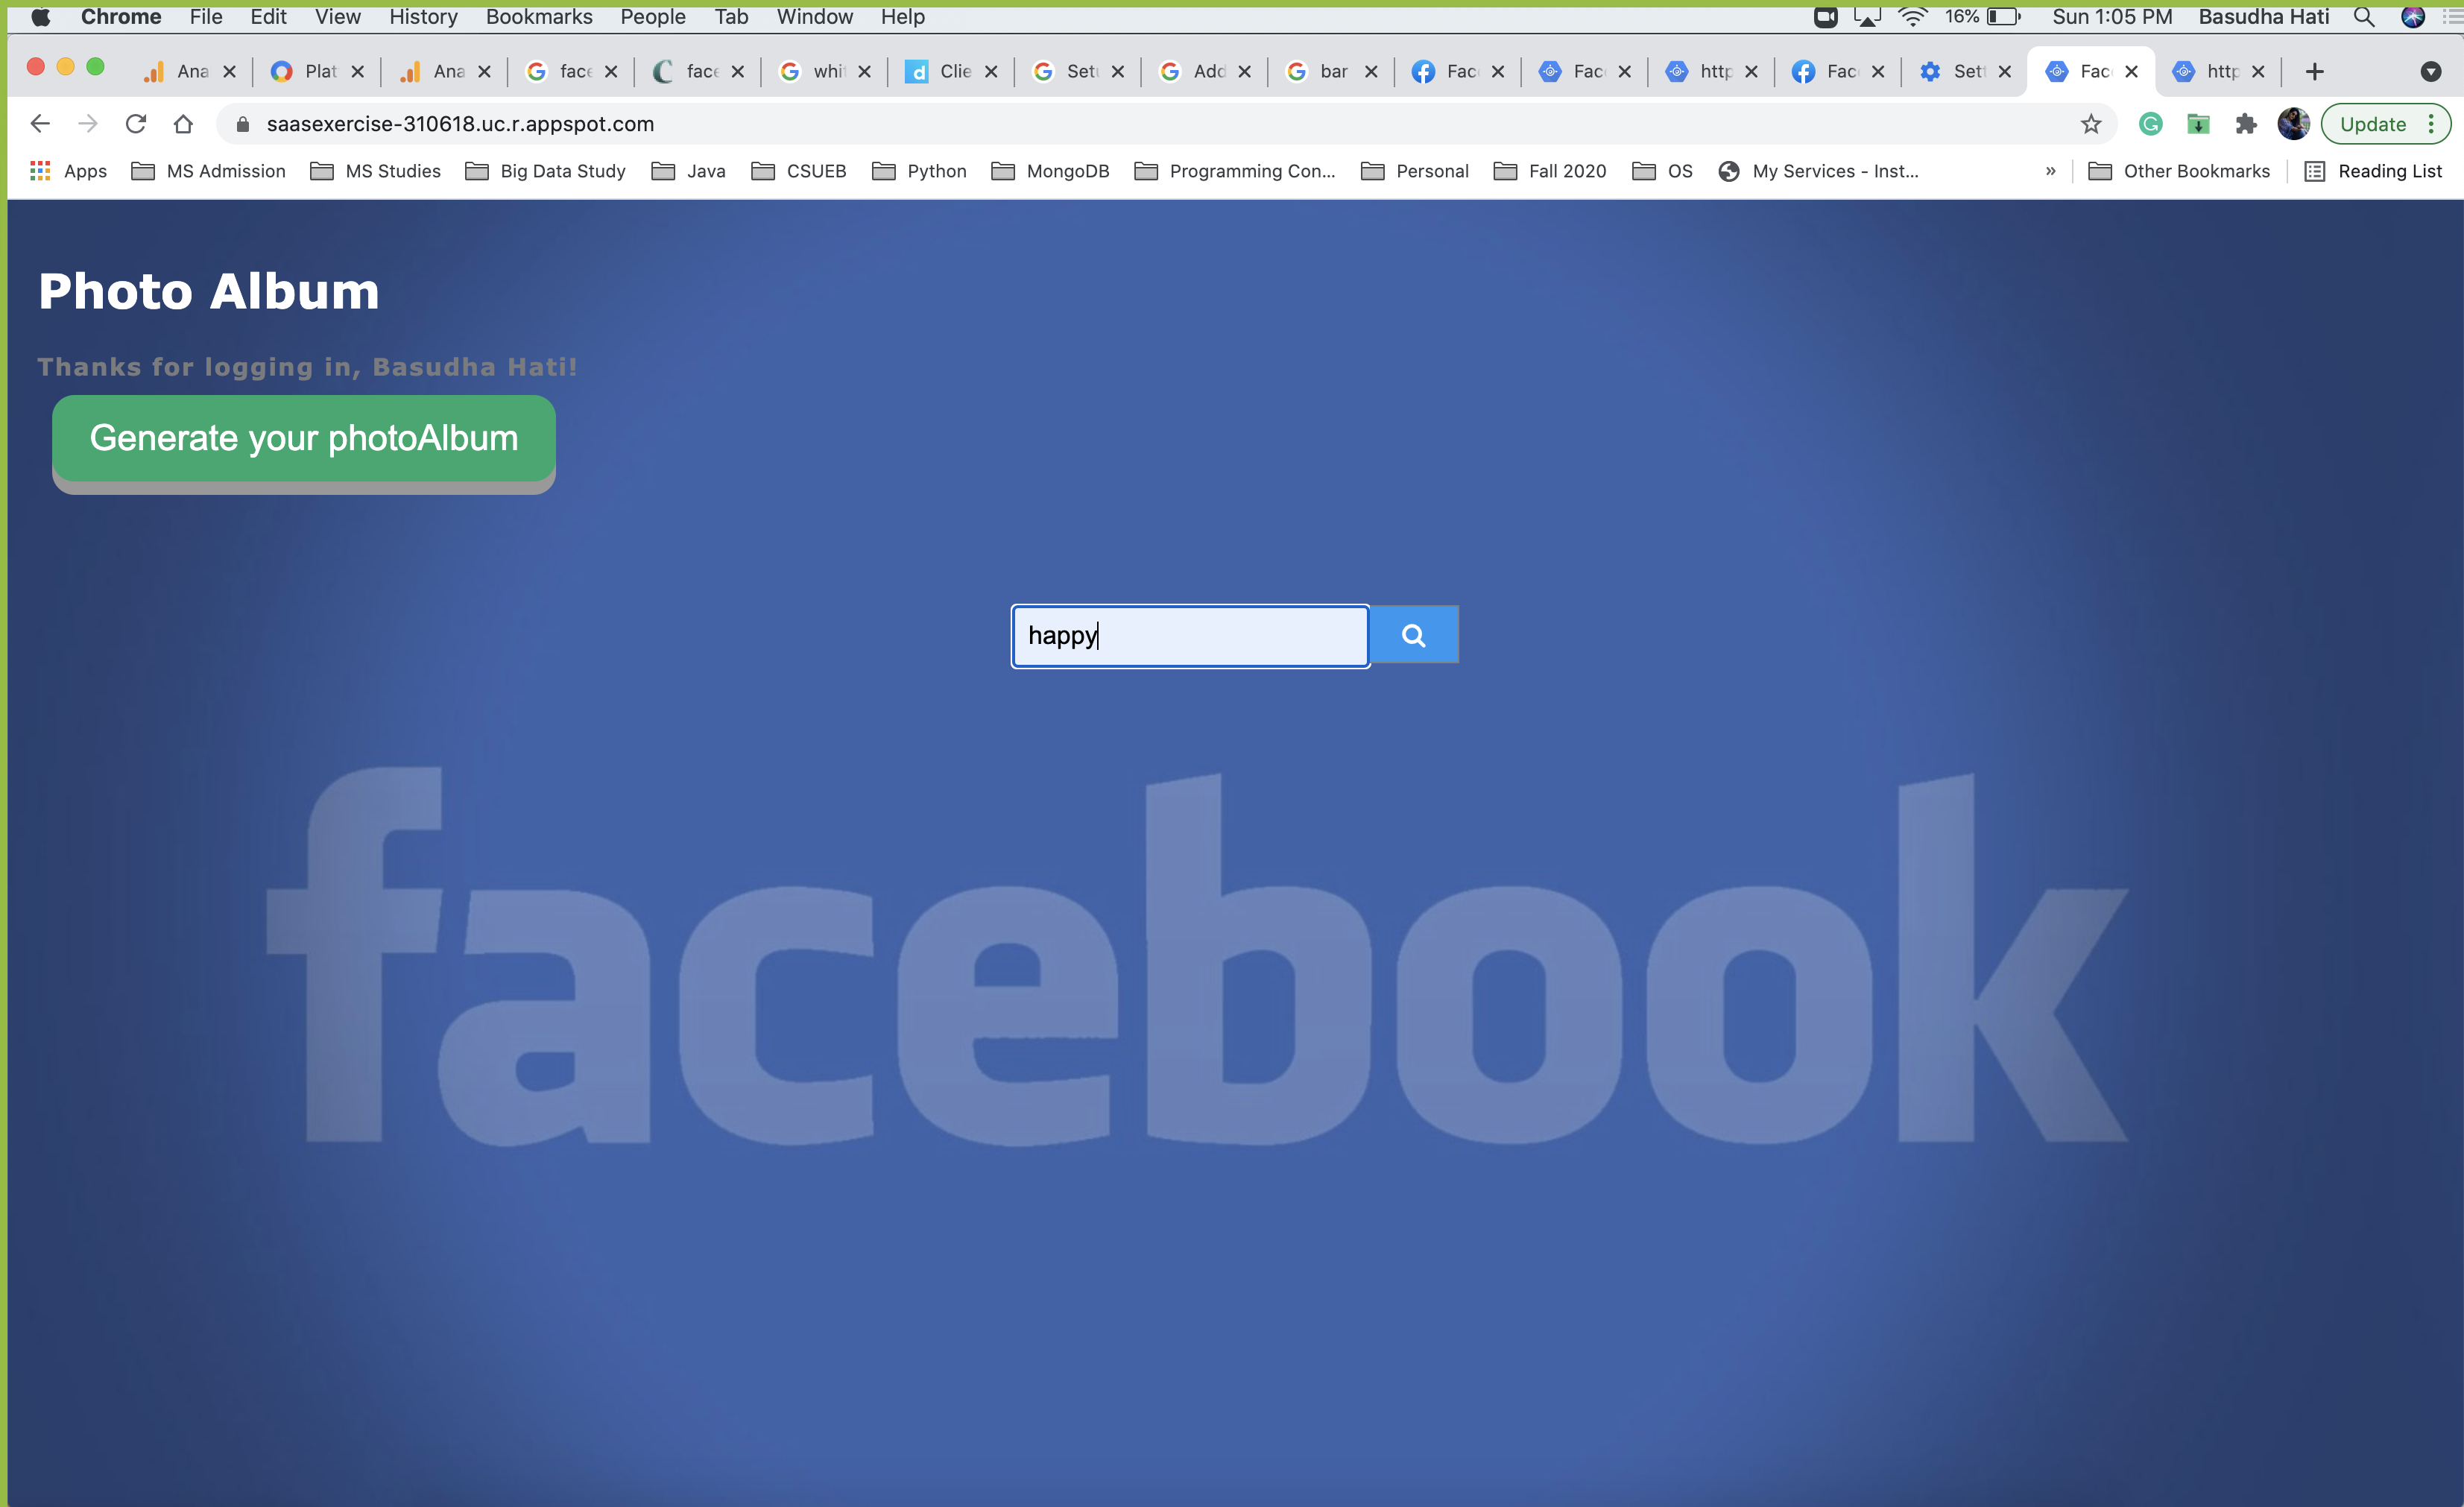 Chrome File Edit View History Bookmarks People Tab Window Help 16% Sun 1:05 PM Basudha Hati
Ana Plat Ana face face whi Clie Set Add bar Fac Fac http Fac Set Fac http
saasexercise-310618.uc.r.appspot.com Update
Apps MS Admission MS Studies Big Data Study Java CSUEB Python MongoDB Programming Con... Personal Fall 2020 OS My Services - Inst... » Other Bookmarks Reading List
Photo Album
Thanks for logging in, Basudha Hati!
Generate your photoAlbum
happy
facebook